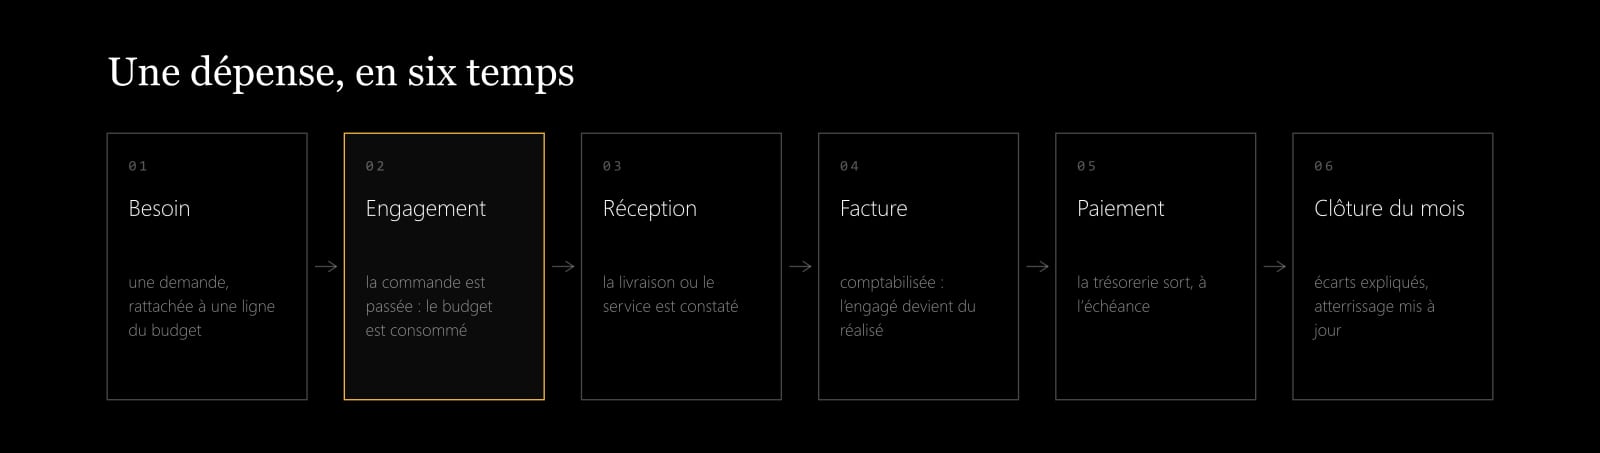 Une dépense, en six temps
01
Besoin
une demande,
rattachée à une ligne
du budget
02
Engagement
la commande est
passée : le budget
est consommé
03
Réception
la livraison ou le
service est constaté
04
Facture
comptabilisée :
l’engagé devient du
réalisé
05
Paiement
la trésorerie sort, à
l’échéance
06
Clôture du mois
écarts expliqués,
atterrissage mis à
jour